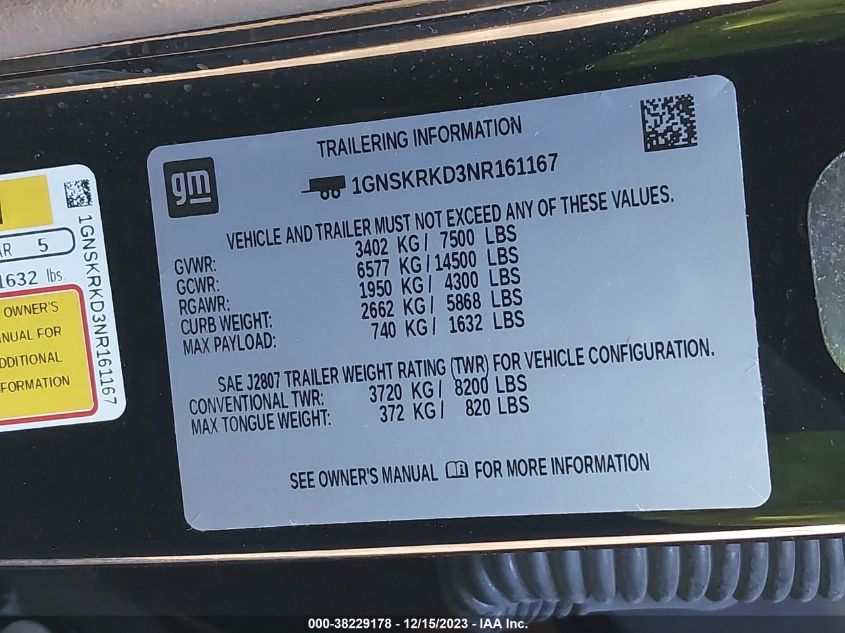 TRAILERING INFORMATION
gm
1GNSKRKD3NR161167
VEHICLE AND TRAILER MUST NOT EXCEED ANY OF THESE VALUES.
GVWR: 3402 KG/ 7500 LBS
GCWR: 6577 KG/14500 LBS
RGAWR: 1950 KG/ 4300 LBS
CURB WEIGHT: 2662 KG/ 5868 LBS
MAX PAYLOAD: 740 KG/ 1632 LBS
SAE J2807 TRAILER WEIGHT RATING (TWR) FOR VEHICLE CONFIGURATION.
CONVENTIONAL TWR: 3720 KG/ 8200 LBS
MAX TONGUE WEIGHT: 372 KG/ 820 LBS
SEE OWNER'S MANUAL FOR MORE INFORMATION
5
1632 lbs.
OWNER'S
FOR
1GNSKRKD3NR161167
000-38229178 - 12/15/2023 - IAA Inc.